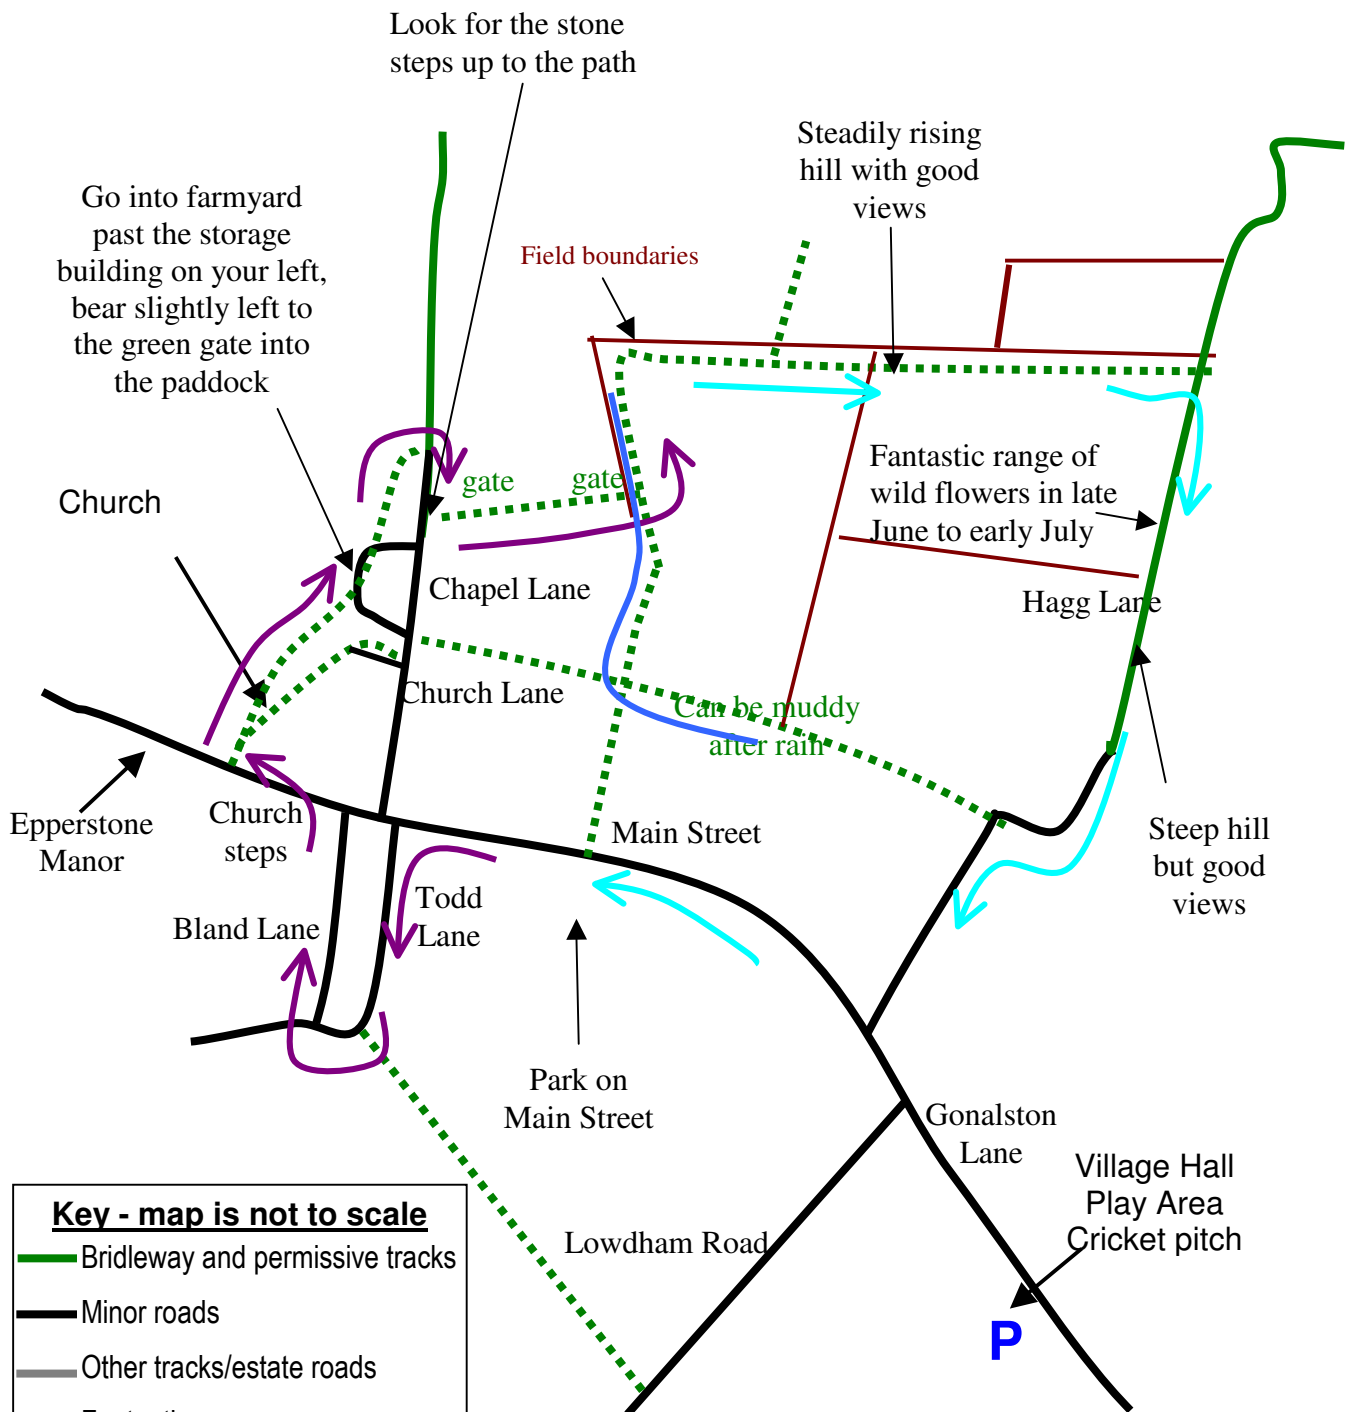 Look for the stone
steps up to the path
Steadily rising
hill with good
views
Go into farmyard
past the storage
building on your left,
bear slightly left to
the green gate into
the paddock
Field boundaries
Church
gate
gate
Fantastic range of
wild flowers in late
June to early July
Chapel Lane
Hagg Lane
Church Lane
Can be muddy
after rain
Epperstone
Manor
Church
steps
Main Street
Steep hill
but good
views
Bland Lane
Todd
Lane
Park on
Main Street
Gonalston
Lane
Village Hall
Play Area
Cricket pitch
Lowdham Road
P
Key - map is not to scale
Bridleway and permissive tracks
Minor roads
Other tracks/estate roads